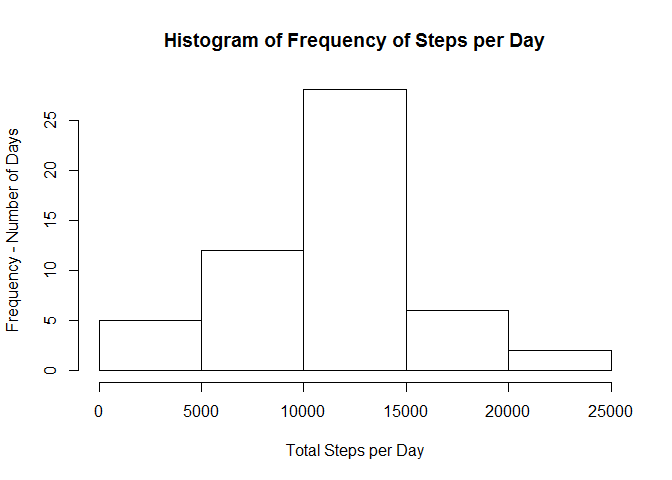 Histogram of Frequency of Steps per Day
Frequency - Number of Days
25
20
15
10
5
0
0 5000 10000 15000 20000 25000
Total Steps per Day